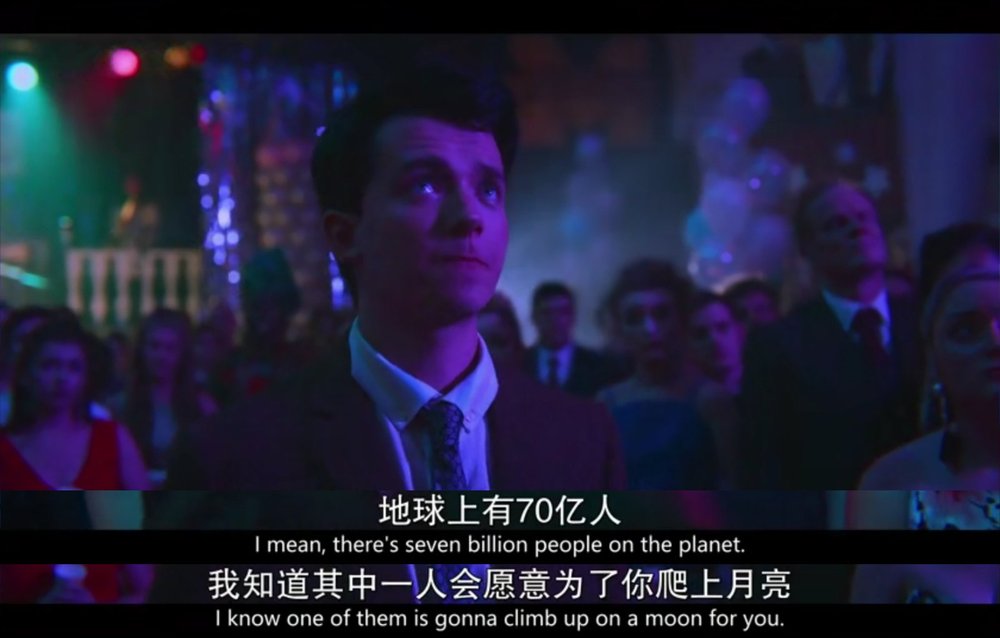 地球上有70亿人
I mean, there's seven billion people on the planet.
我知道其中一人会愿意为了你爬上月亮
I know one of them is gonna climb up on a moon for you.